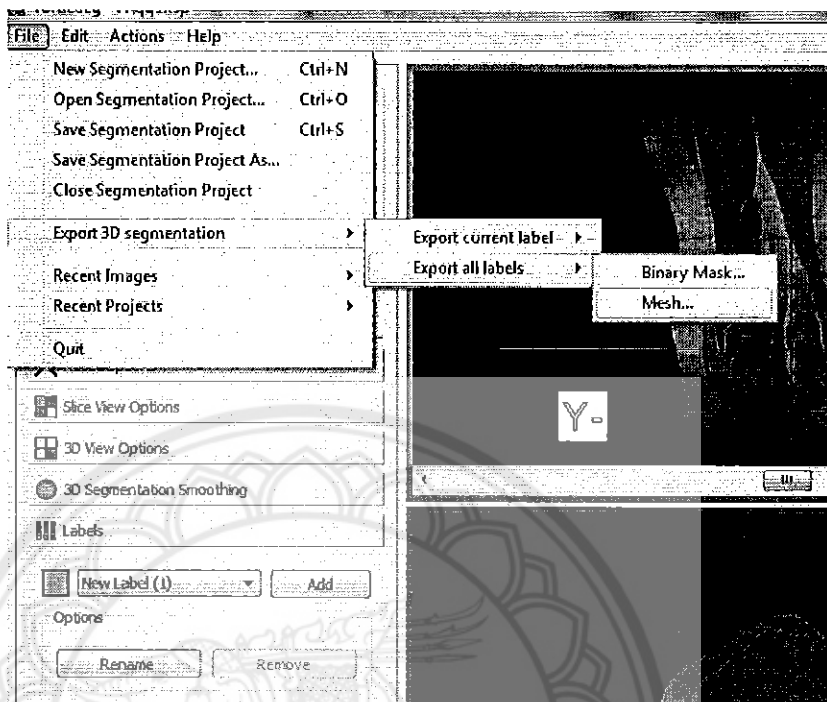 File Edit Actions Help
New Segmentation Project... Ctrl+N
Open Segmentation Project... Ctrl+O
Save Segmentation Project Ctrl+S
Save Segmentation Project As...
Close Segmentation Project
Export 3D segmentation
Export current label
Export all labels
Binary Mask...
Mesh...
Recent Images
Recent Projects
Quit
Slice View Options
3D View Options
3D Segmentation Smoothing
Labels
New Label (1) Add
Options
Rename Remove
Y-